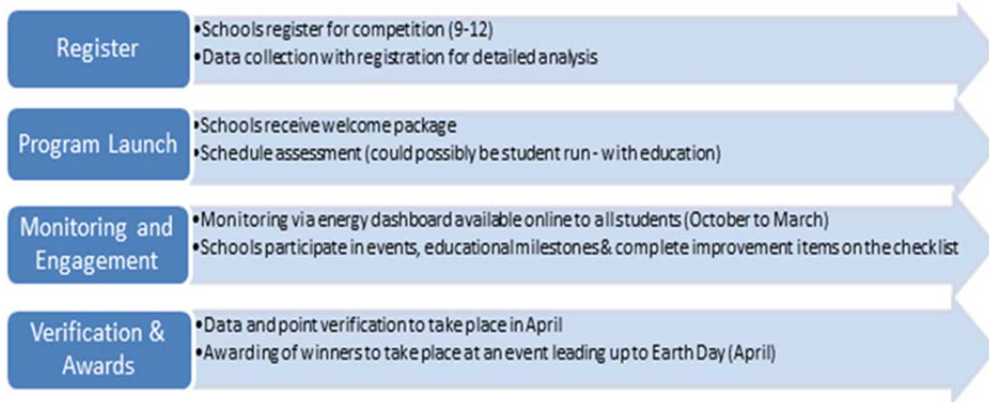 Register
•Schools register for competition (9-12)
•Data collection with registration for detailed analysis
Program Launch
•Schools receive welcome package
•Schedule assessment (could possibly be student run - with education)
Monitoring and
Engagement
•Monitoring via energy dashboard available online to all students (October to March)
•Schools participate in events, educational milestones & complete improvement items on the checklist
Verification &
Awards
•Data and point verification to take place in April
•Awarding of winners to take place at an event leading up to Earth Day (April)